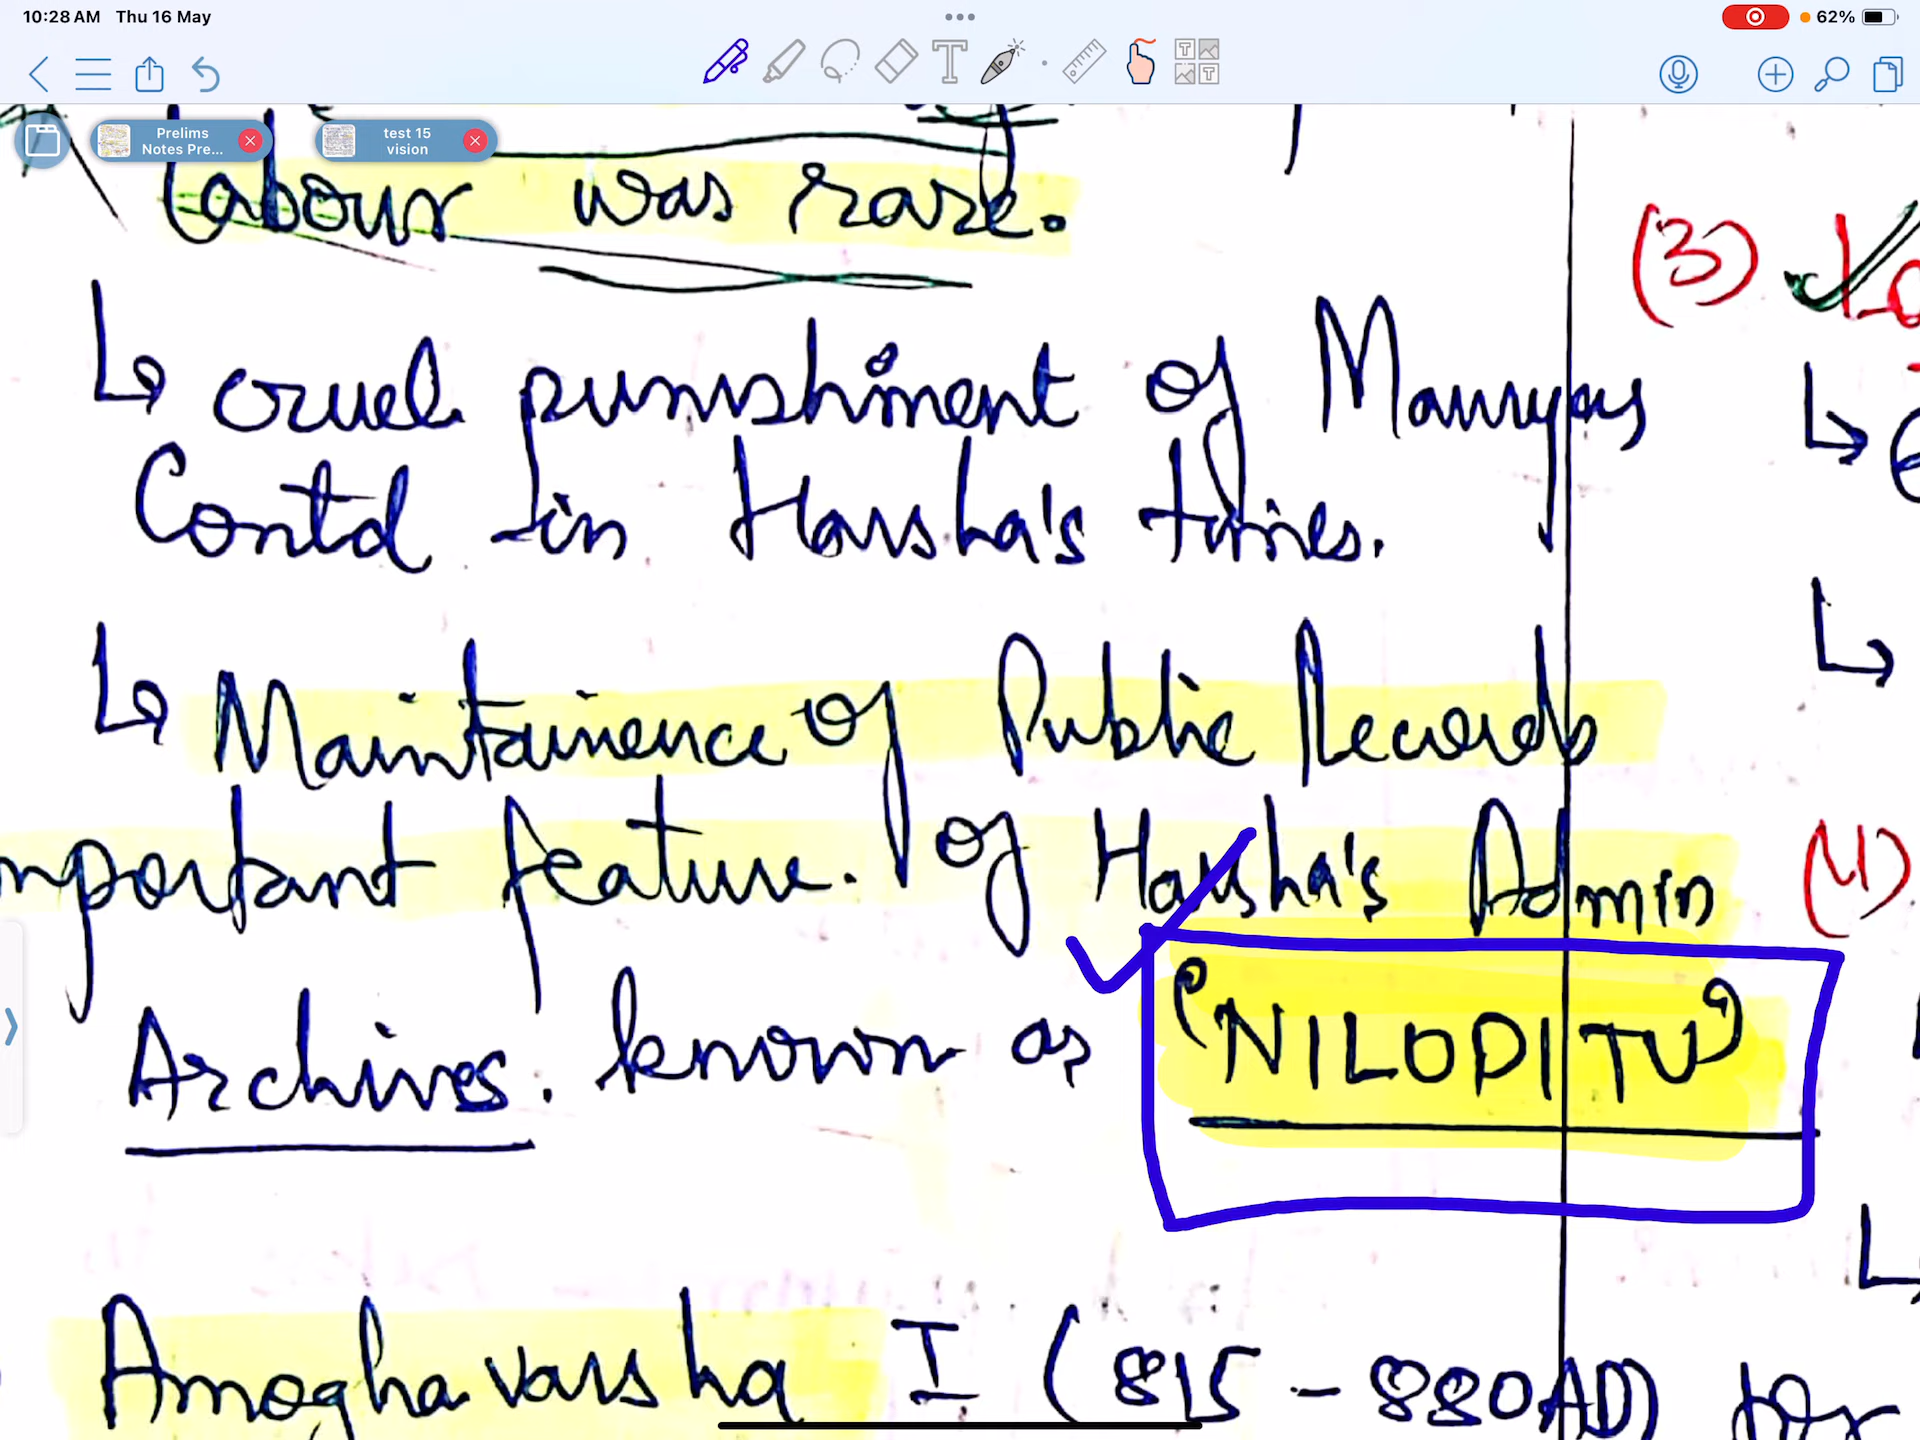 10:28 AM Thu 16 May
62%
Prelims
Notes Pre...
test 15
vision
Labour was rare.
↳ cruel punishment of Mauryas
Contd in Harsha's times.
↳ Maintainence of Public Records
mportant feature. of Harsha's Admin
Archives. known as 'NILODITU'
Amoghavarsha I (815 - 880AD)
(3)
(4)